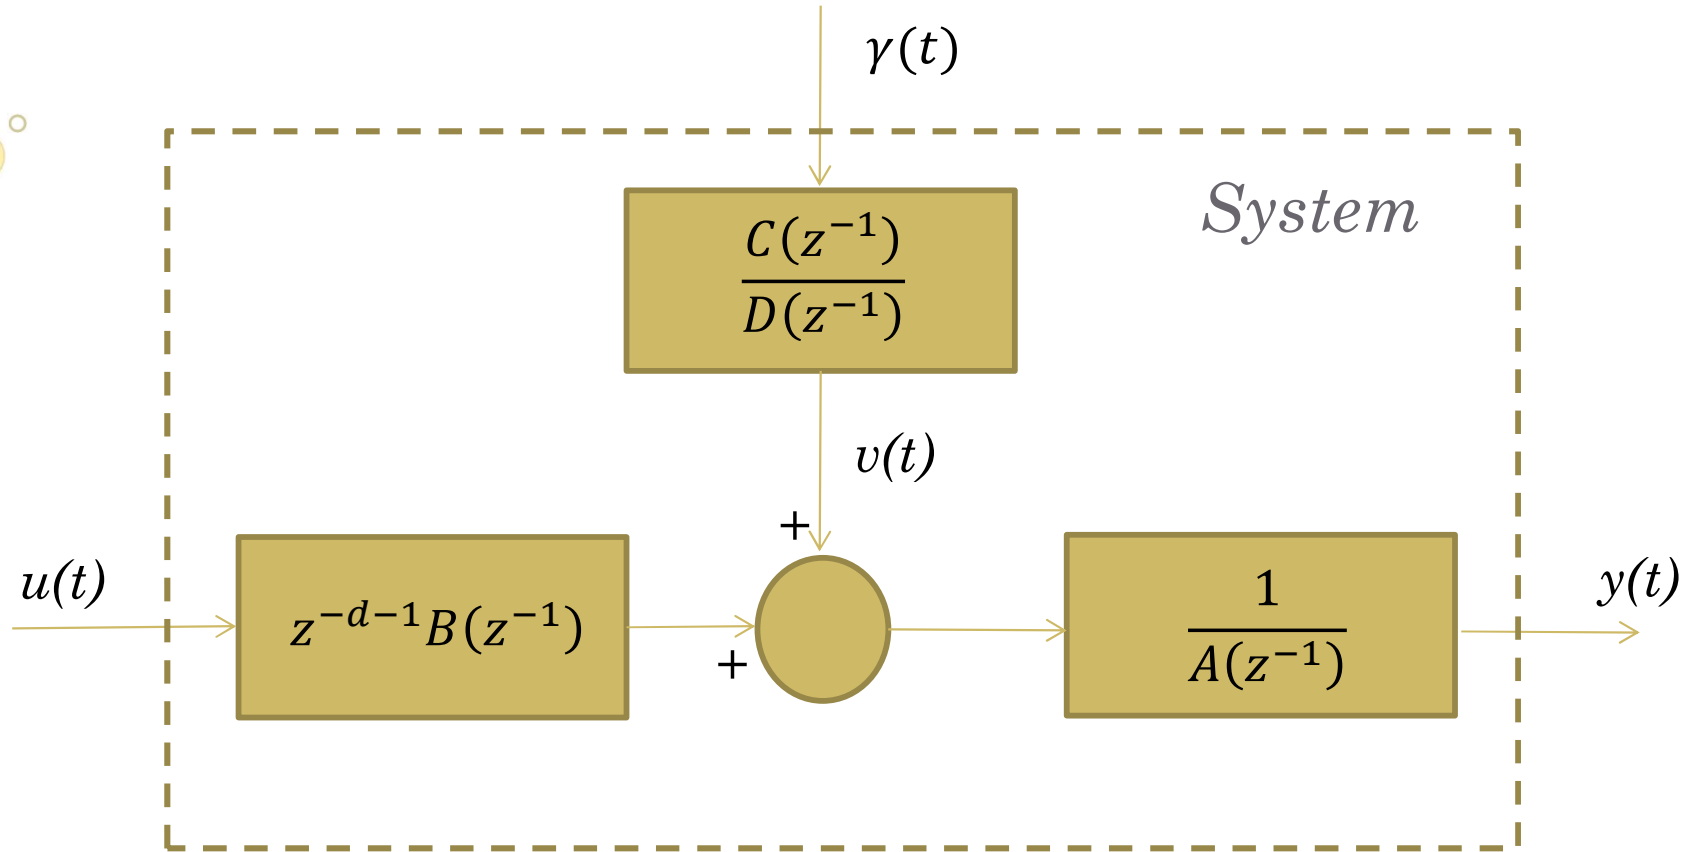 γ(t)
System
C(z⁻¹)
D(z⁻¹)
v(t)
+
u(t)
z⁻ᵈ⁻¹B(z⁻¹)
+
1
A(z⁻¹)
y(t)